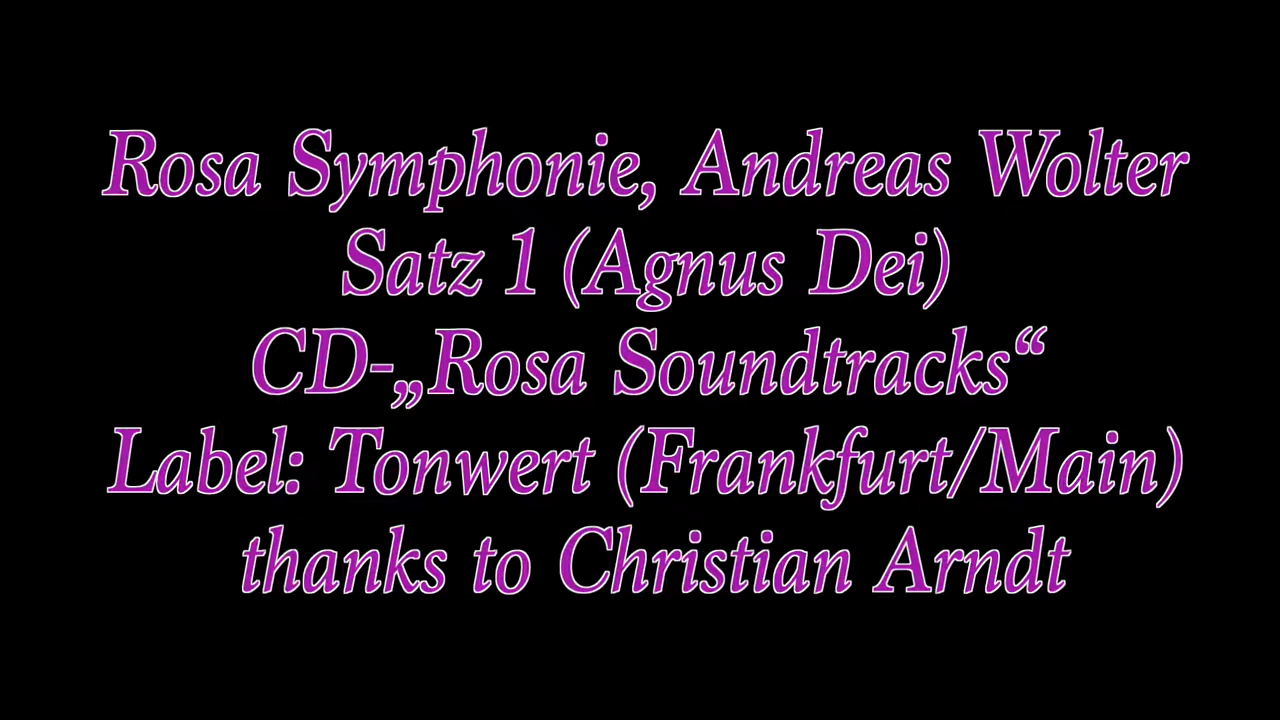 Rosa Symphonie, Andreas Wolter
Satz 1 (Agnus Dei)
CD-„Rosa Soundtracks“
Label: Tonwert (Frankfurt/Main)
thanks to Christian Arndt